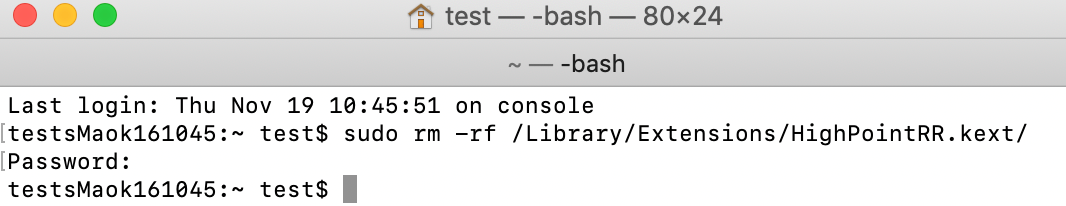 test — -bash — 80×24
~ — -bash
Last login: Thu Nov 19 10:45:51 on console
[testsMaok161045:~ test$ sudo rm -rf /Library/Extensions/HighPointRR.kext/
[Password:
testsMaok161045:~ test$